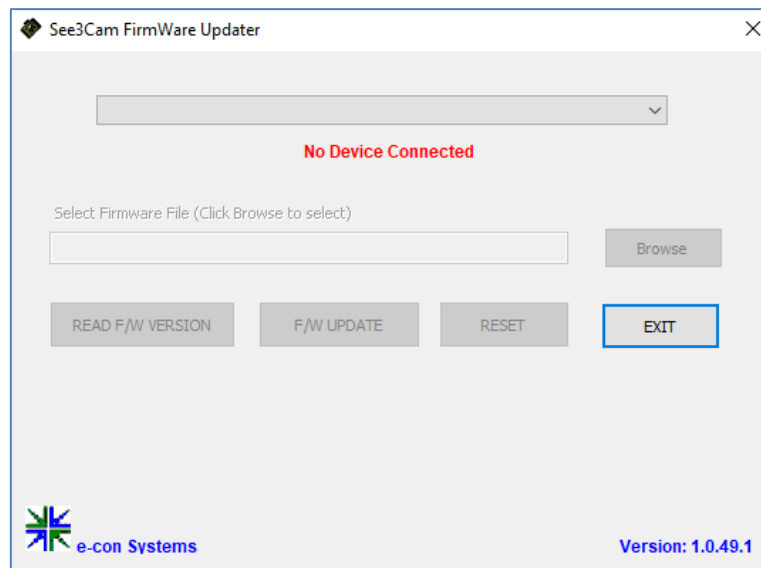 See3Cam FirmWare Updater
No Device Connected
Select Firmware File (Click Browse to select)
Browse
READ F/W VERSION F/W UPDATE RESET EXIT
e-con Systems Version: 1.0.49.1